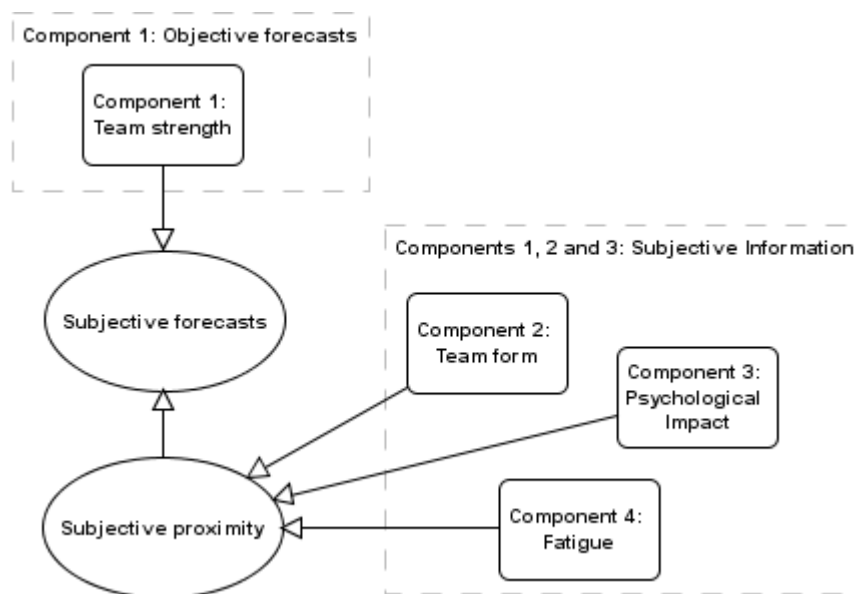 Component 1: Objective forecasts
Component 1:
Team strength
Components 1, 2 and 3: Subjective Information
Subjective forecasts
Component 2:
Team form
Component 3:
Psychological
Impact
Subjective proximity
Component 4:
Fatigue